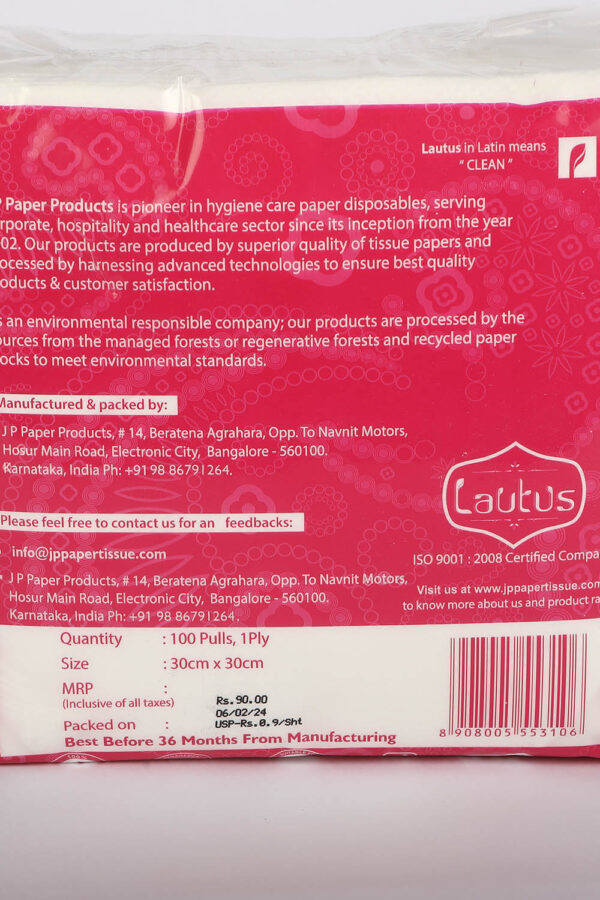 Lautus in Latin means
" CLEAN "
P Paper Products is pioneer in hygiene care paper disposables, serving
rporate, hospitality and healthcare sector since its inception from the year
02. Our products are produced by superior quality of tissue papers and
ocessed by harnessing advanced technologies to ensure best quality
oducts & customer satisfaction.
s an environmental responsible company; our products are processed by the
ources from the managed forests or regenerative forests and recycled paper
ocks to meet environmental standards.
Manufactured & packed by:
J P Paper Products, # 14, Beratena Agrahara, Opp. To Navnit Motors,
Hosur Main Road, Electronic City, Bangalore - 560100.
Karnataka, India Ph: +91 98 86791264.
Please feel free to contact us for an feedbacks:
info@jppapertissue.com
J P Paper Products, # 14, Beratena Agrahara, Opp. To Navnit Motors,
Hosur Main Road, Electronic City, Bangalore - 560100.
Karnataka, India Ph: +91 98 86791264.
Lautus
ISO 9001 : 2008 Certified Compa
Visit us at www.jppapertissue.com
to know more about us and product ra
Quantity : 100 Pulls, 1Ply
Size : 30cm x 30cm
MRP :
(Inclusive of all taxes) Rs.90.00
06/02/24
Packed on : USP-Rs.0.9/Sht
Best Before 36 Months From Manufacturing
8 908005 553106